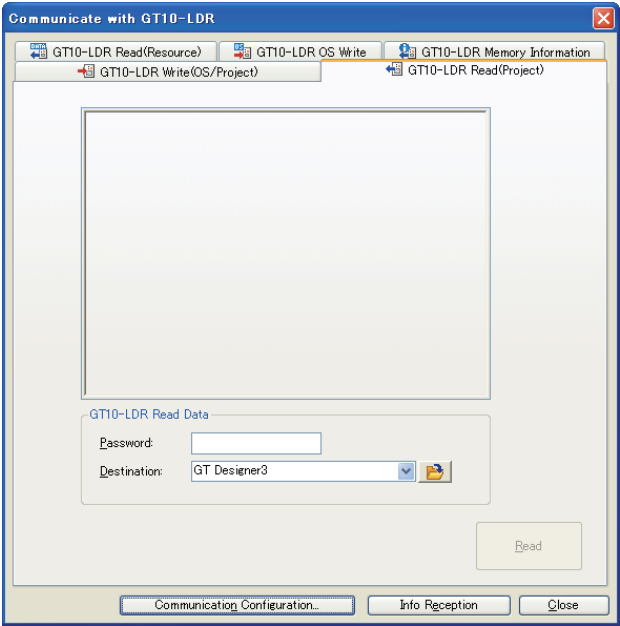 Communicate with GT10-LDR
GT10-LDR Read(Resource)
GT10-LDR OS Write
GT10-LDR Memory Information
GT10-LDR Write(OS/Project)
GT10-LDR Read(Project)
GT10-LDR Read Data
Password:
Destination: GT Designer3
Read
Communication Configuration...
Info Reception
Close